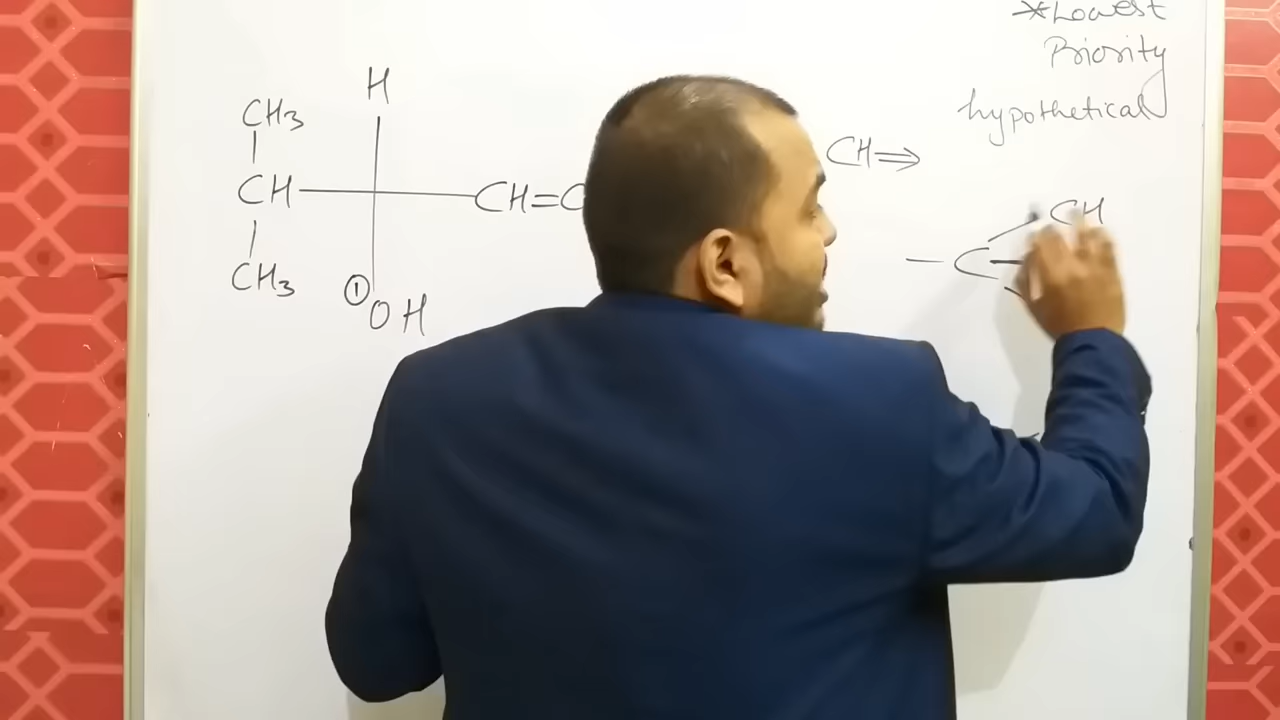 *Lowest
Priority
hypothetical
H
CH3
CH
CH=C
CH3
①
OH
CH⇒
CH
—C